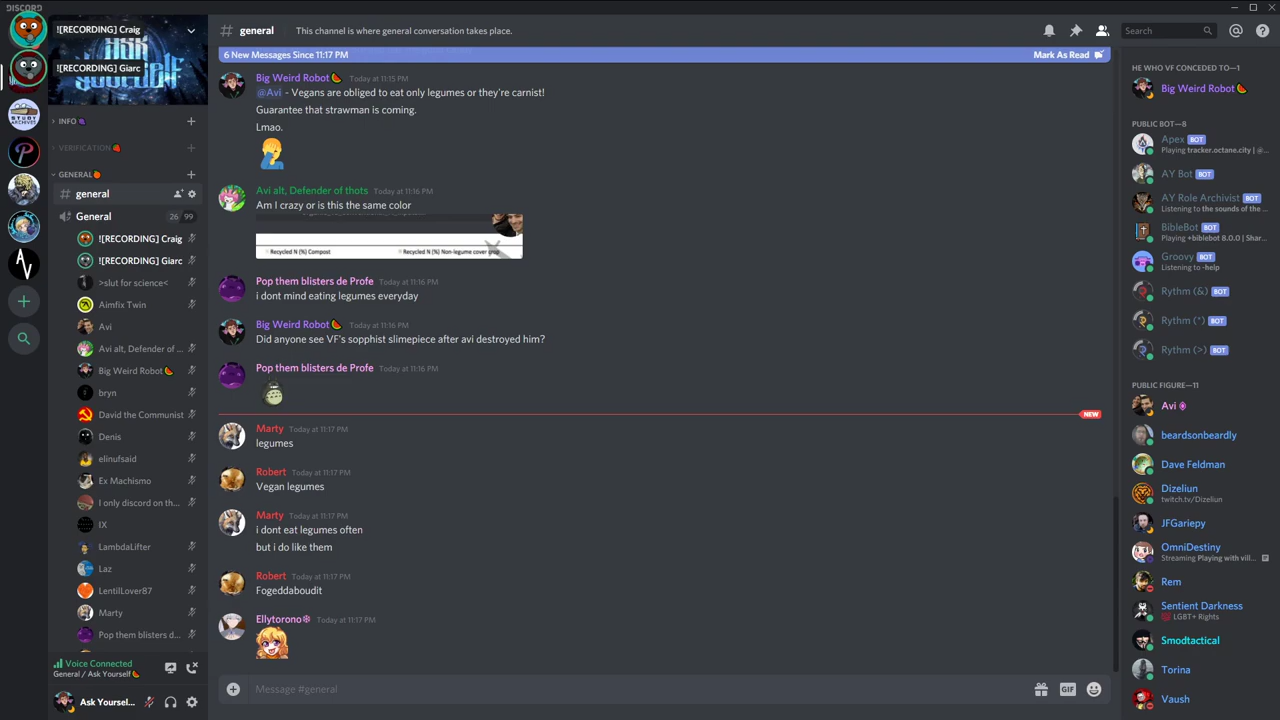 DISCORD
![RECORDING] Craig
![RECORDING] Giarc
ASK YOURSELF
STUDY ARCHIVES
INFO
VERIFICATION
GENERAL
# general
General 26 99
![RECORDING] Craig
![RECORDING] Giarc
>slut for science<
Aimfix Twin
Avi
Avi alt, Defender of ...
Big Weird Robot
bryn
David the Communist
Denis
elinufsaid
Ex Machismo
I only discord on th...
IX
LambdaLifter
Laz
LentilLover87
Marty
Pop them blisters d...
Voice Connected
General / Ask Yourself
Ask Yoursel...
# general This channel is where general conversation takes place.
Search
6 New Messages Since 11:17 PM Mark As Read
Big Weird Robot Today at 11:15 PM
@Avi - Vegans are obliged to eat only legumes or they're carnist!
Guarantee that strawman is coming.
Lmao.
Avi alt, Defender of thots Today at 11:16 PM
Am I crazy or is this the same color
Recycled N (%) Compost Recycled N (%) Non-legume cover crop
Pop them blisters de Profe Today at 11:16 PM
i dont mind eating legumes everyday
Big Weird Robot Today at 11:16 PM
Did anyone see VF's sopphist slimepiece after avi destroyed him?
Pop them blisters de Profe Today at 11:16 PM
NEW
Marty Today at 11:17 PM
legumes
Robert Today at 11:17 PM
Vegan legumes
Marty Today at 11:17 PM
i dont eat legumes often
but i do like them
Robert Today at 11:17 PM
Fogeddaboudit
Ellytorono Today at 11:17 PM
Message #general
GIF
HE WHO VF CONCEDED TO—1
Big Weird Robot
PUBLIC BOT—8
Apex BOT
Playing tracker.octane.city | @...
AY Bot BOT
AY Role Archivist BOT
Listening to the sounds of the ...
BibleBot BOT
Playing +biblebot 8.0.0 | Shar...
Groovy BOT
Listening to -help
Rythm (&) BOT
Rythm (*) BOT
Rythm (>) BOT
PUBLIC FIGURE—11
Avi
beardsonbeardly
Dave Feldman
Dizeliun
twitch.tv/Dizeliun
JFGariepy
OmniDestiny
Streaming Playing with vill...
Rem
Sentient Darkness
LGBT+ Rights
Smodtactical
Torina
Vaush